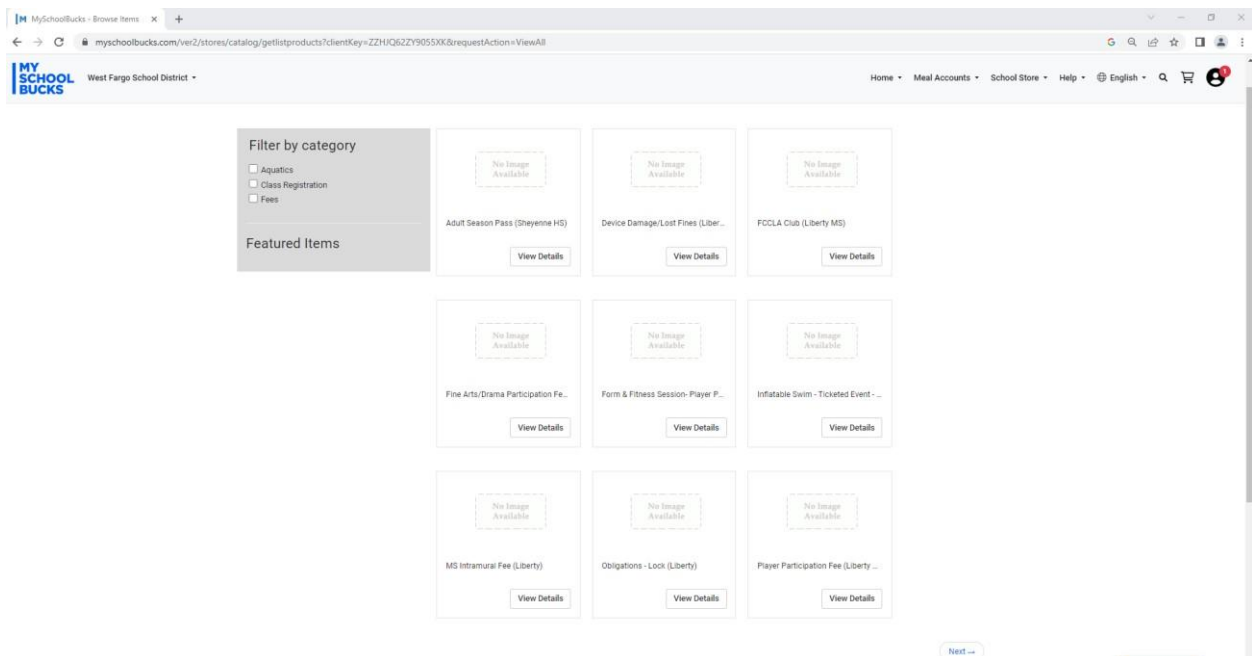 MySchoolBucks - Browse Items
myschoolbucks.com/ver2/stores/catalog/getlistproducts?clientKey=ZZHJQ62ZY9055XK&requestAction=ViewAll
MY
SCHOOL
BUCKS
West Fargo School District
Home
Meal Accounts
School Store
Help
English
1
Filter by category
Aquatics
Class Registration
Fees
Featured Items
No Image
Available
No Image
Available
No Image
Available
Adult Season Pass (Sheyenne HS)
Device Damage/Lost Fines (Liber...
FCCLA Club (Liberty MS)
View Details
View Details
View Details
No Image
Available
No Image
Available
No Image
Available
Fine Arts/Drama Participation Fe...
Form & Fitness Session- Player P...
Inflatable Swim - Ticketed Event - ...
View Details
View Details
View Details
No Image
Available
No Image
Available
No Image
Available
MS Intramural Fee (Liberty)
Obligations - Lock (Liberty)
Player Participation Fee (Liberty ...
View Details
View Details
View Details
Next →